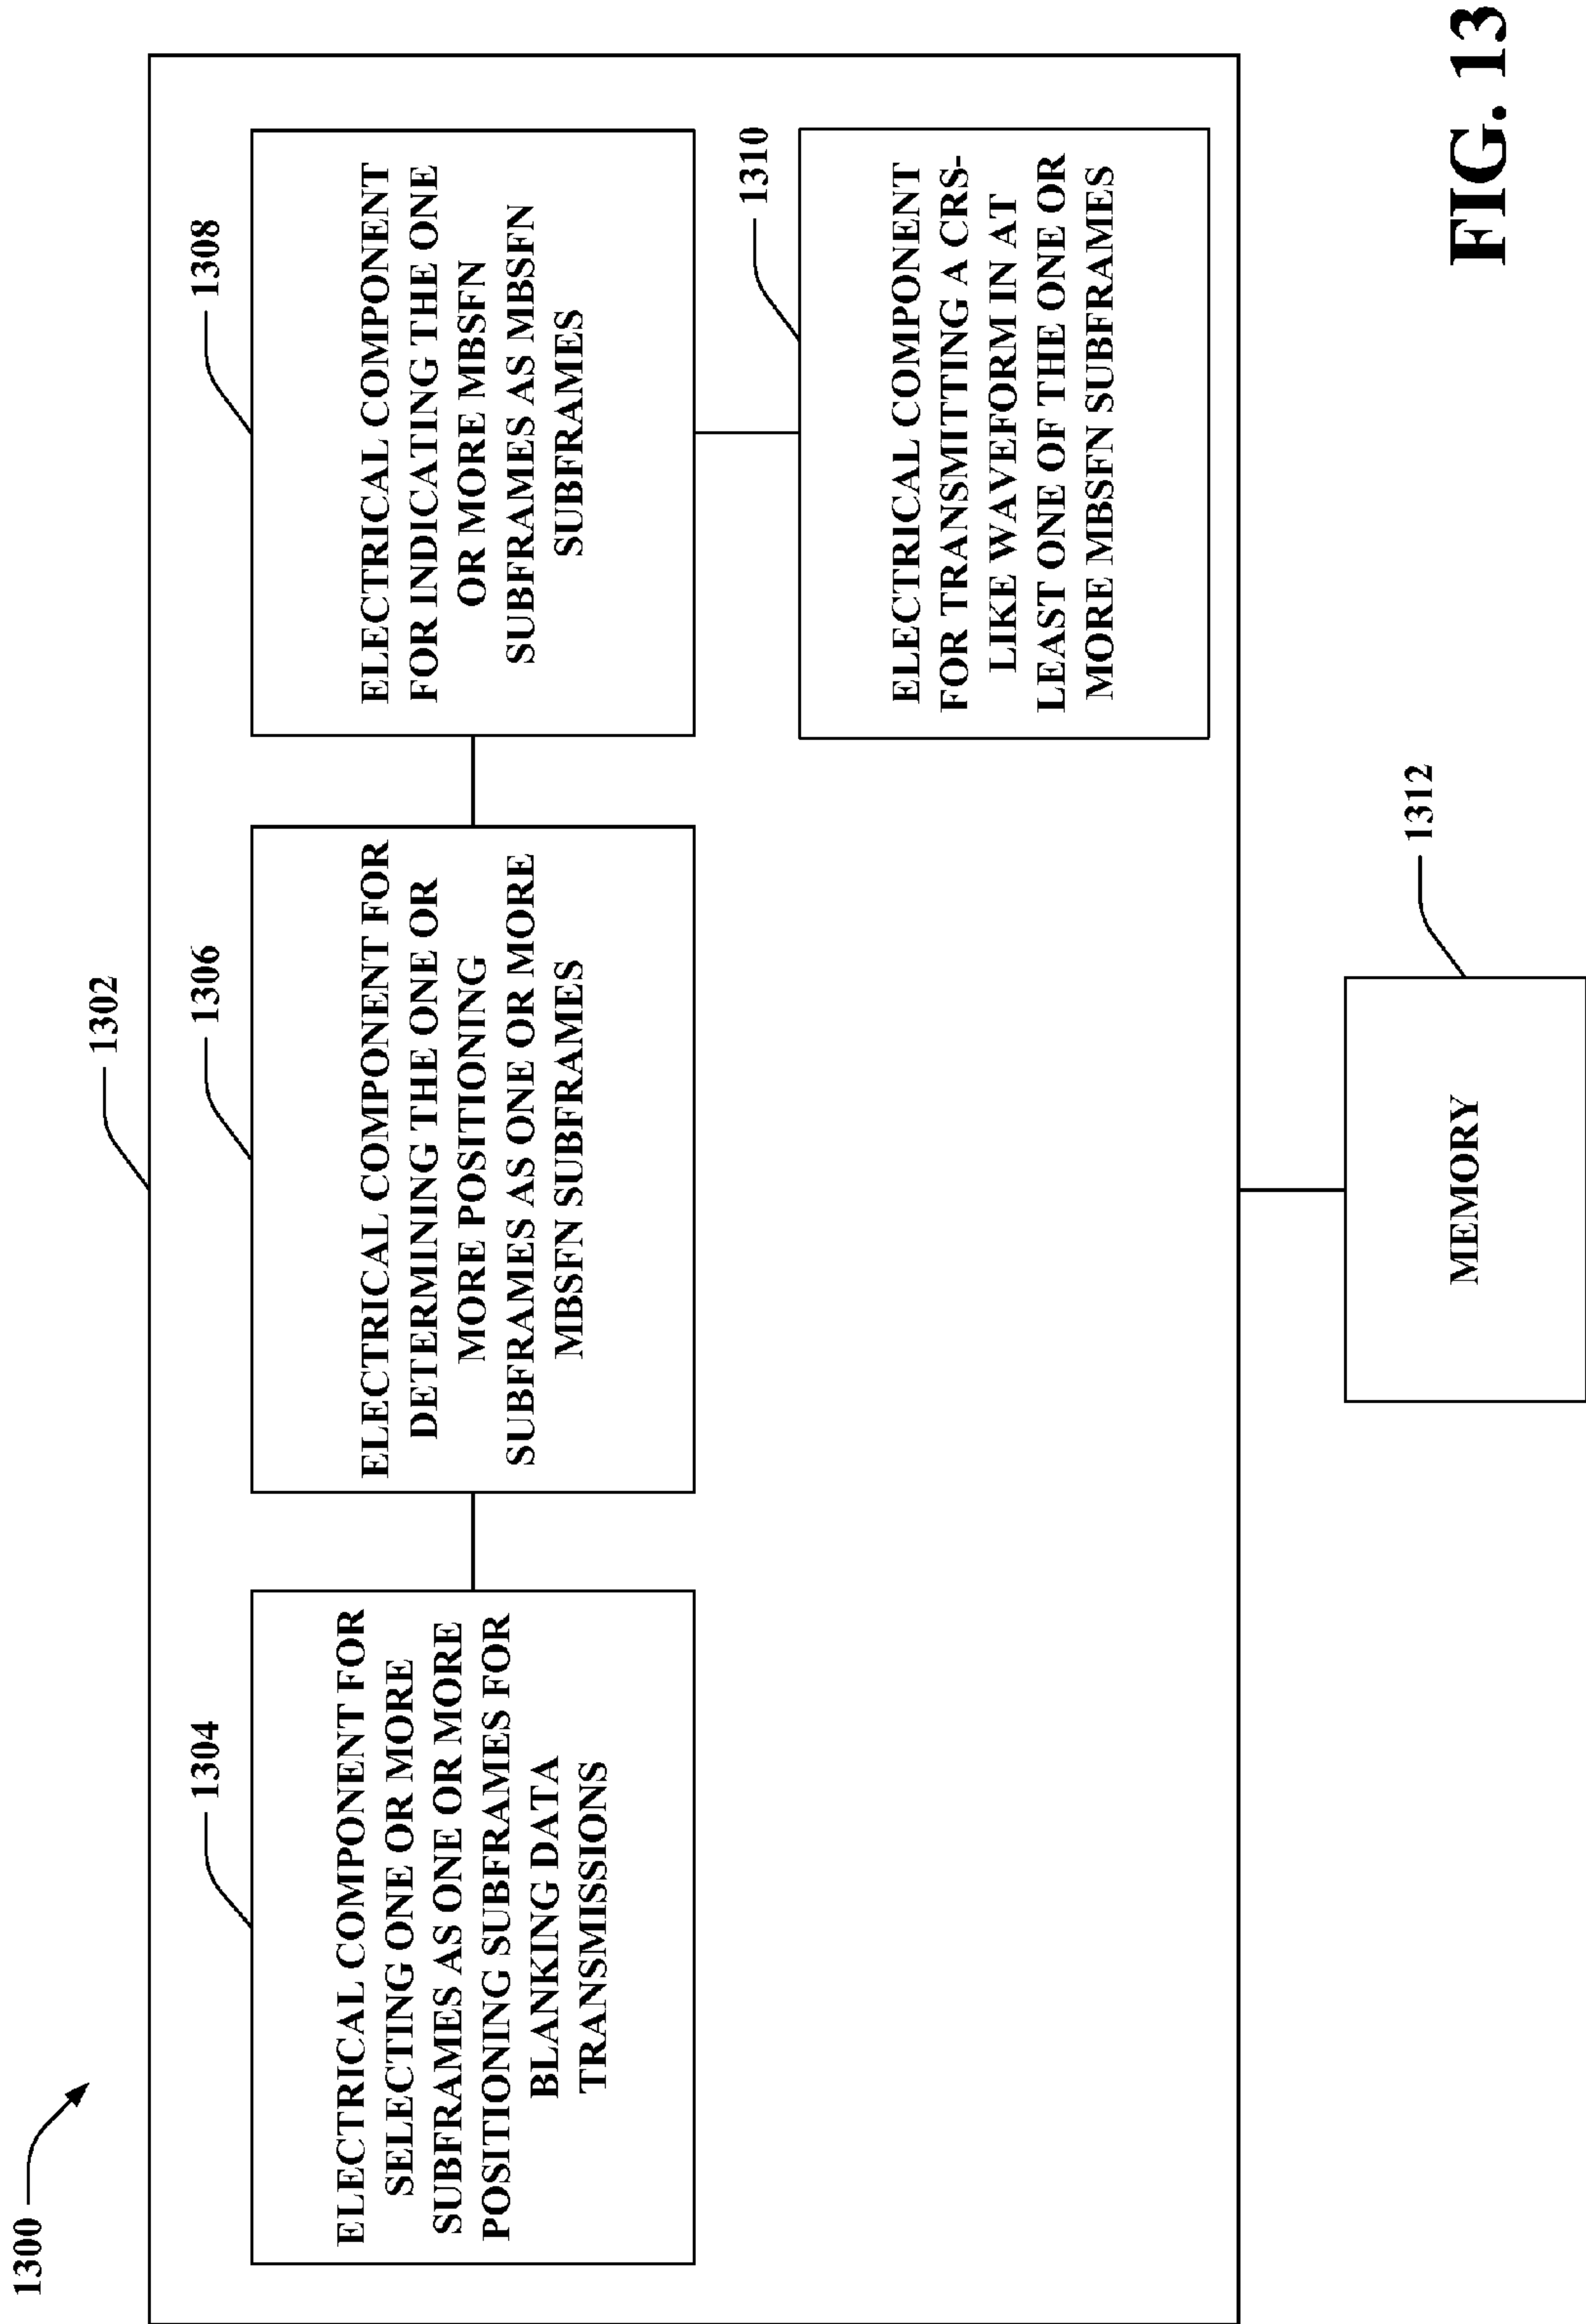 1300
1302
1304
ELECTRICAL COMPONENT FOR
SELECTING ONE OR MORE
SUBFRAMES AS ONE OR MORE
POSITIONING SUBFRAMES FOR
BLANKING DATA
TRANSMISSIONS
1306
ELECTRICAL COMPONENT FOR
DETERMINING THE ONE OR
MORE POSITIONING
SUBFRAMES AS ONE OR MORE
MBSFN SUBFRAMES
1308
ELECTRICAL COMPONENT
FOR INDICATING THE ONE
OR MORE MBSFN
SUBFRAMES AS MBSFN
SUBFRAMES
1310
ELECTRICAL COMPONENT
FOR TRANSMITTING A CRS-
LIKE WAVEFORM IN AT
LEAST ONE OF THE ONE OR
MORE MBSFN SUBFRAMES
1312
MEMORY
FIG. 13